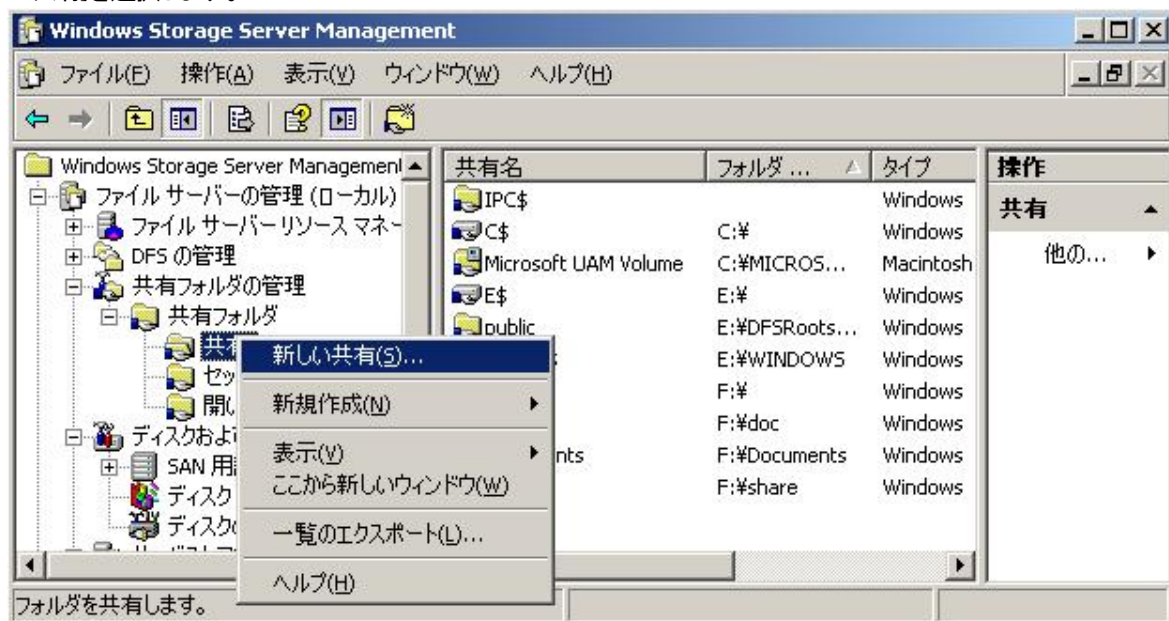 Windows Storage Server Management
ファイル(F) 操作(A) 表示(V) ウィンドウ(W) ヘルプ(H)
Windows Storage Server Management
ファイル サーバーの管理 (ローカル)
ファイル サーバー リソース マネー
DFS の管理
共有フォルダの管理
共有フォルダ
共有
セッ
開い
ディスクおよ
SAN 用
ディスク
ディスクの
共有名 フォルダ ... タイプ
IPC$ Windows
C$ C:¥ Windows
Microsoft UAM Volume C:¥MICROS... Macintosh
E$ E:¥ Windows
public E:¥DFSRoots... Windows
E:¥WINDOWS Windows
F:¥ Windows
F:¥doc Windows
nts F:¥Documents Windows
F:¥share Windows
新しい共有(S)...
新規作成(N)
表示(V)
ここから新しいウィンドウ(W)
一覧のエクスポート(L)...
ヘルプ(H)
操作
共有
他の...
フォルダを共有します。